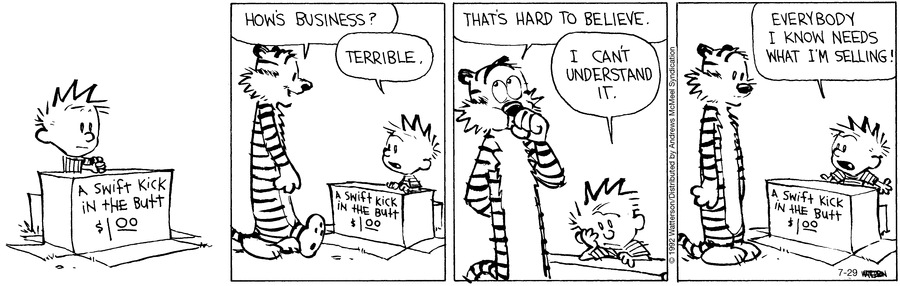 A SWIFT KICK
IN THE BUTT
$1.00
HOW'S BUSINESS?
TERRIBLE.
A SWIFT KICK
IN THE BUTT
$1.00
THAT'S HARD TO BELIEVE.
I CAN'T
UNDERSTAND
IT.
© 1992 Watterson/Distributed by Andrews McMeel Syndication
EVERYBODY
I KNOW NEEDS
WHAT I'M SELLING!
A SWIFT KICK
IN THE BUTT
$1.00
7-29 WATTERSON